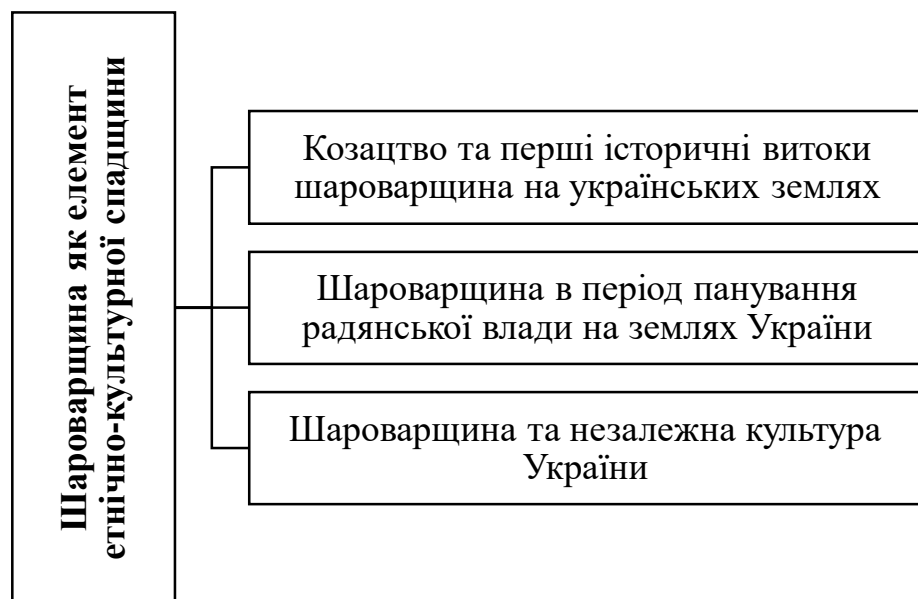 Шароварщина як елемент
етнічно-культурної спадщини
Козацтво та перші історичні витоки
шароварщина на українських землях
Шароварщина в період панування
радянської влади на землях України
Шароварщина та незалежна культура
України